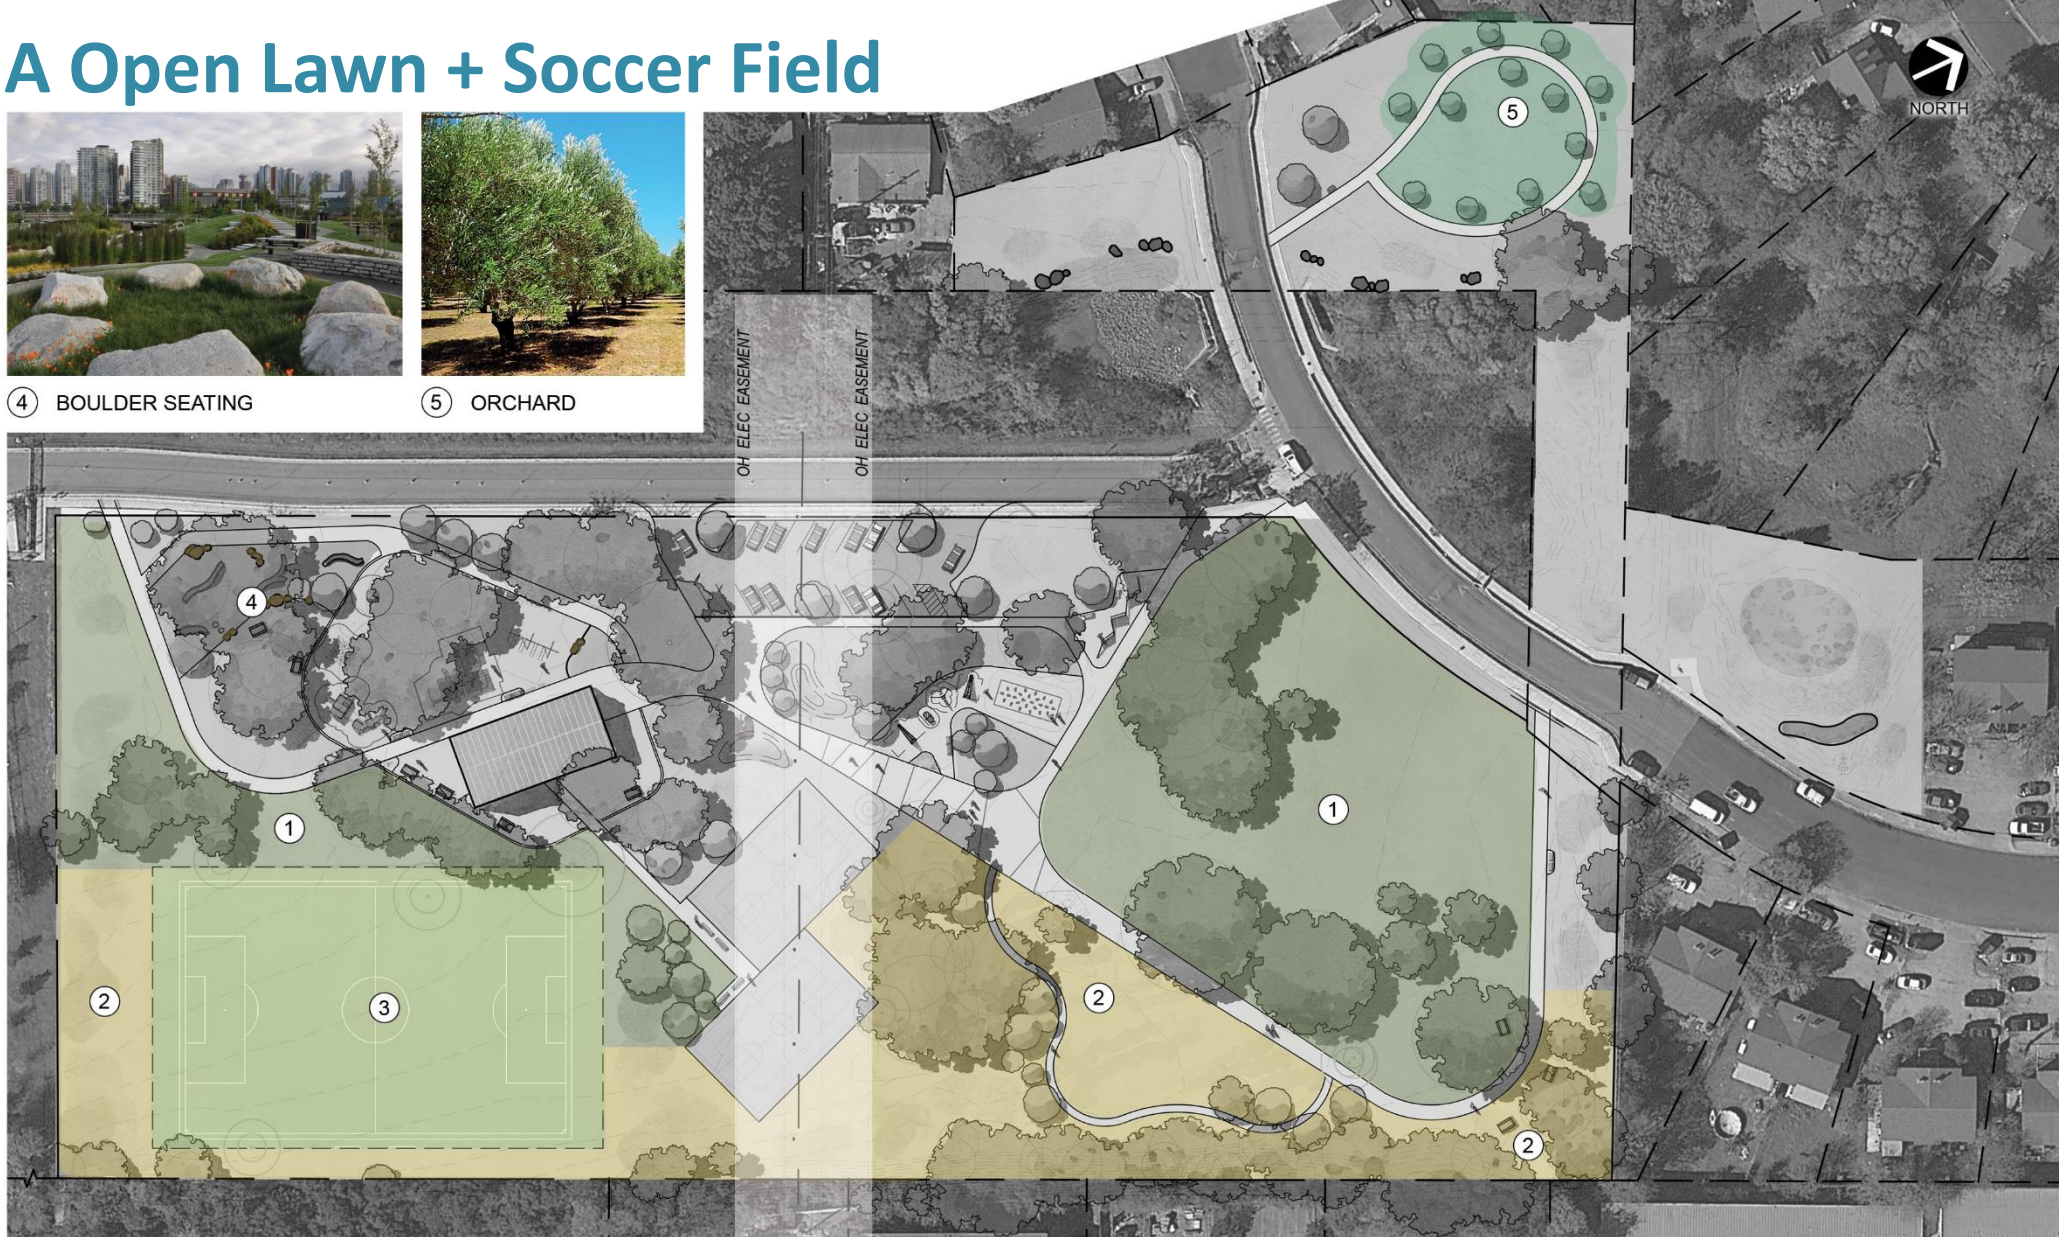 A Open Lawn + Soccer Field
NORTH
5
4 BOULDER SEATING
5 ORCHARD
OH ELEC EASEMENT
OH ELEC EASEMENT
4
1
1
2
3
2
2